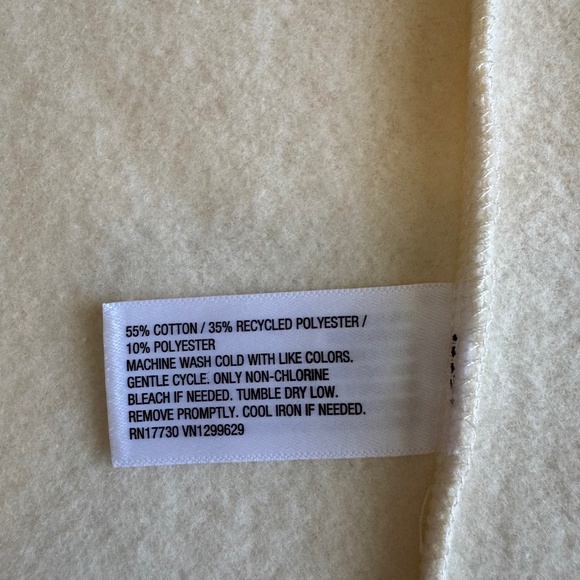 55% COTTON / 35% RECYCLED POLYESTER /
10% POLYESTER
MACHINE WASH COLD WITH LIKE COLORS.
GENTLE CYCLE. ONLY NON-CHLORINE
BLEACH IF NEEDED. TUMBLE DRY LOW.
REMOVE PROMPTLY. COOL IRON IF NEEDED.
RN17730 VN1299629